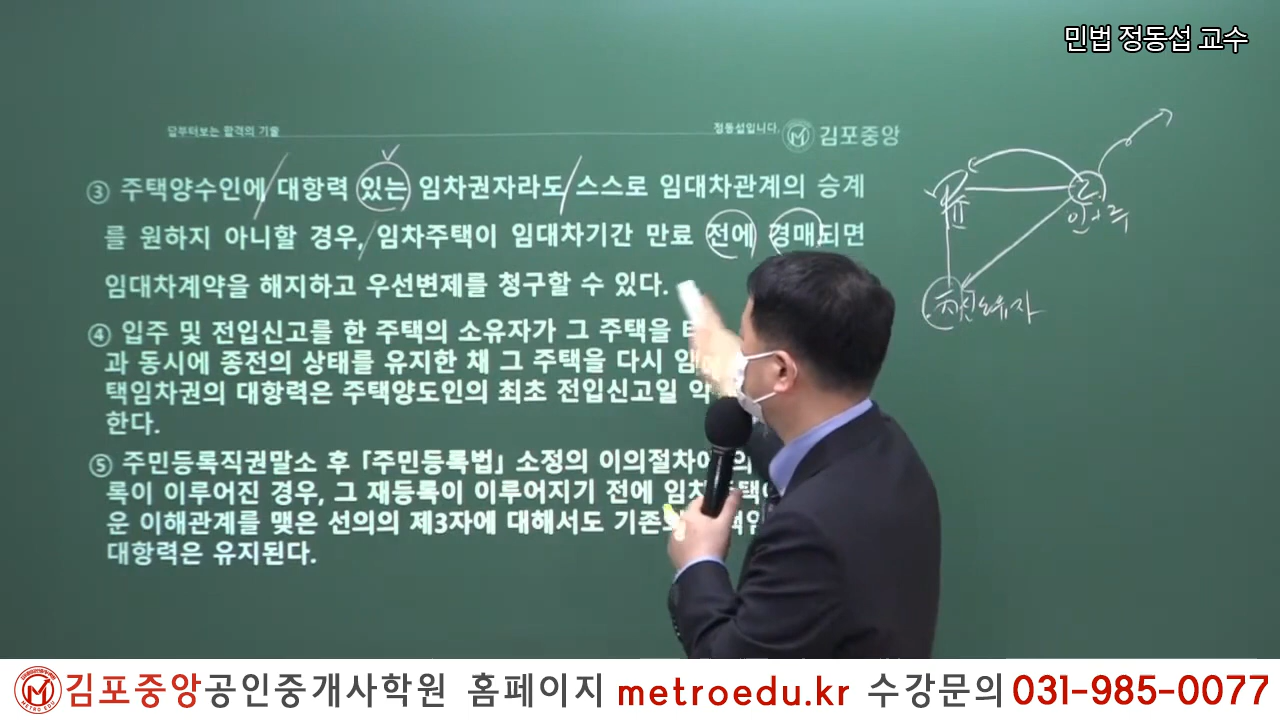 민법 정동섭 교수
답부터보는 합격의 기술
정동섭입니다.
김포중앙
③ 주택양수인에 대항력 있는 임차권자라도 스스로 임대차관계의 승계
를 원하지 아니할 경우, 임차주택이 임대차기간 만료 전에 경매되면
임대차계약을 해지하고 우선변제를 청구할 수 있다.
④ 입주 및 전입신고를 한 주택의 소유자가 그 주택을
과 동시에 종전의 상태를 유지한 채 그 주택을 다시
택임차권의 대항력은 주택양도인의 최초 전입신고일
한다.
⑤ 주민등록직권말소 후 「주민등록법」 소정의 이의절차에
록이 이루어진 경우, 그 재등록이 이루어지기 전에
운 이해관계를 맺은 선의의 제3자에 대해서도
대항력은 유지된다.
甲
乙
인+주
소유자
김포중앙공인중개사학원 홈페이지 metroedu.kr 수강문의 031-985-0077